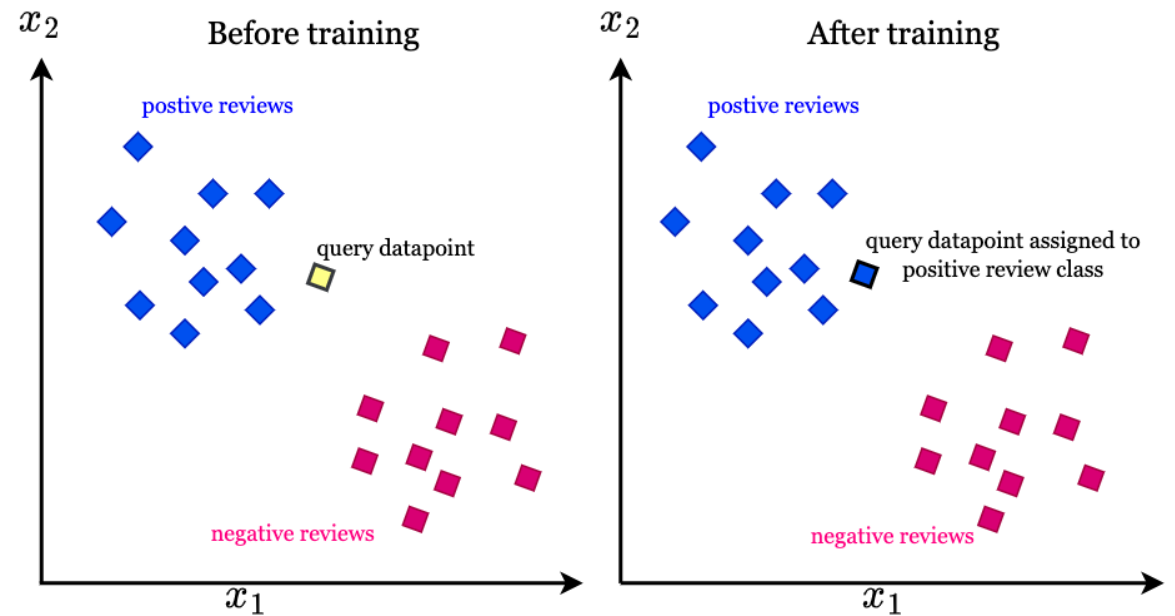 x2
Before training
postive reviews
query datapoint
negative reviews
x1
x2
After training
postive reviews
query datapoint assigned to
positive review class
negative reviews
x1